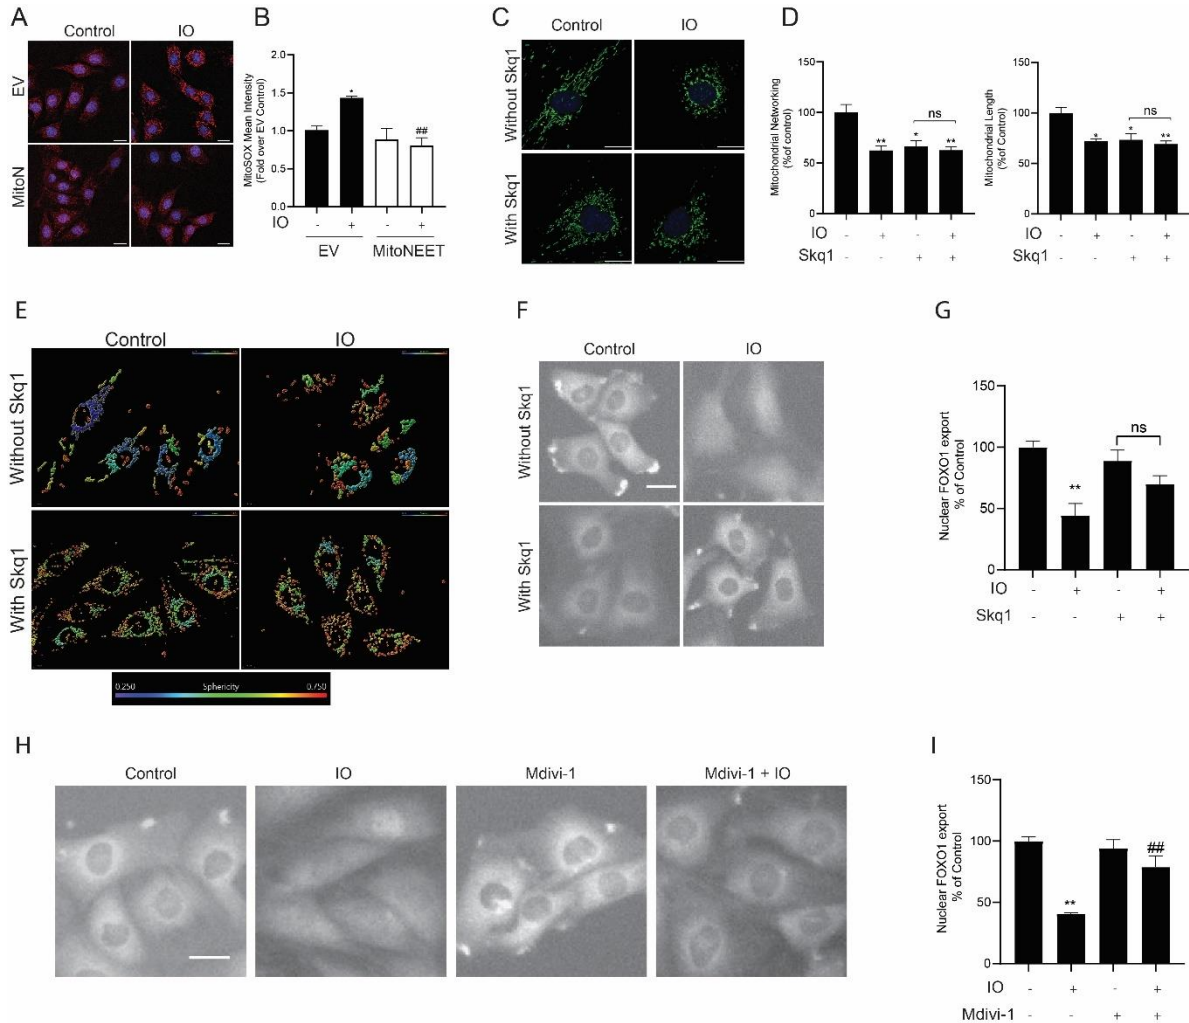 A
Control
IO
EV
MitoN
B
MitoSOX Mean Intensity
(Fold over EV Control)
2.0
1.5
1.0
0.5
0.0
*
##
IO
-
+
-
+
EV
MitoNEET
C
Control
IO
Without Skq1
With Skq1
D
Mitochondrial Networking
(%of control)
150
100
50
0
**
*
ns
**
IO
-
+
-
+
Skq1
-
-
+
+
Mitochondrial Length
(%of Control)
150
100
50
0
*
*
ns
**
IO
-
+
-
+
Skq1
-
-
+
+
E
Control
IO
Without Skq1
With Skq1
0.250
Sphericity
0.750
F
Control
IO
Without Skq1
With Skq1
G
Nuclear FOXO1 export
% of Control
150
100
50
0
**
ns
IO
-
+
-
+
Skq1
-
-
+
+
H
Control
IO
Mdivi-1
Mdivi-1 + IO
I
Nuclear FOXO1 export
% of Control
150
100
50
0
**
##
IO
-
+
-
+
Mdivi-1
-
-
+
+